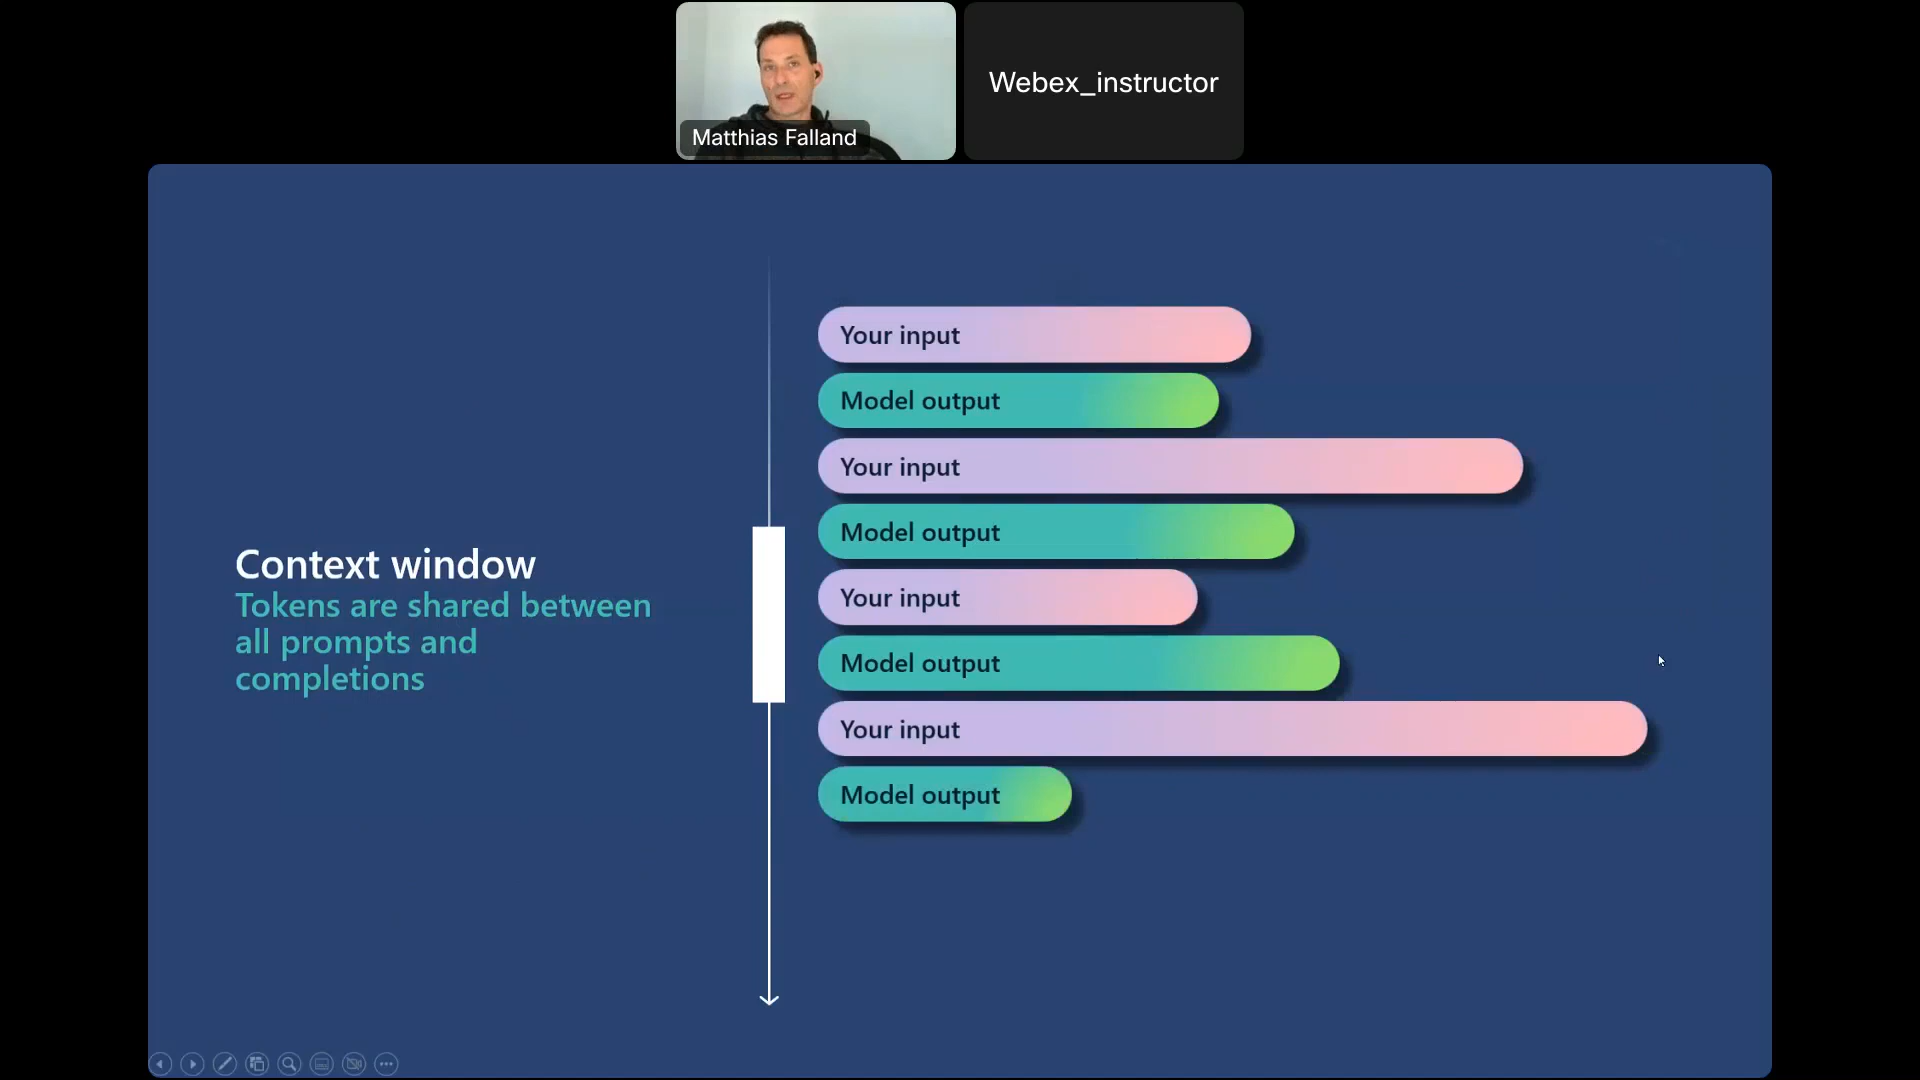 Matthias Falland
Webex_instructor
Context window
Tokens are shared between
all prompts and
completions
Your input
Model output
Your input
Model output
Your input
Model output
Your input
Model output